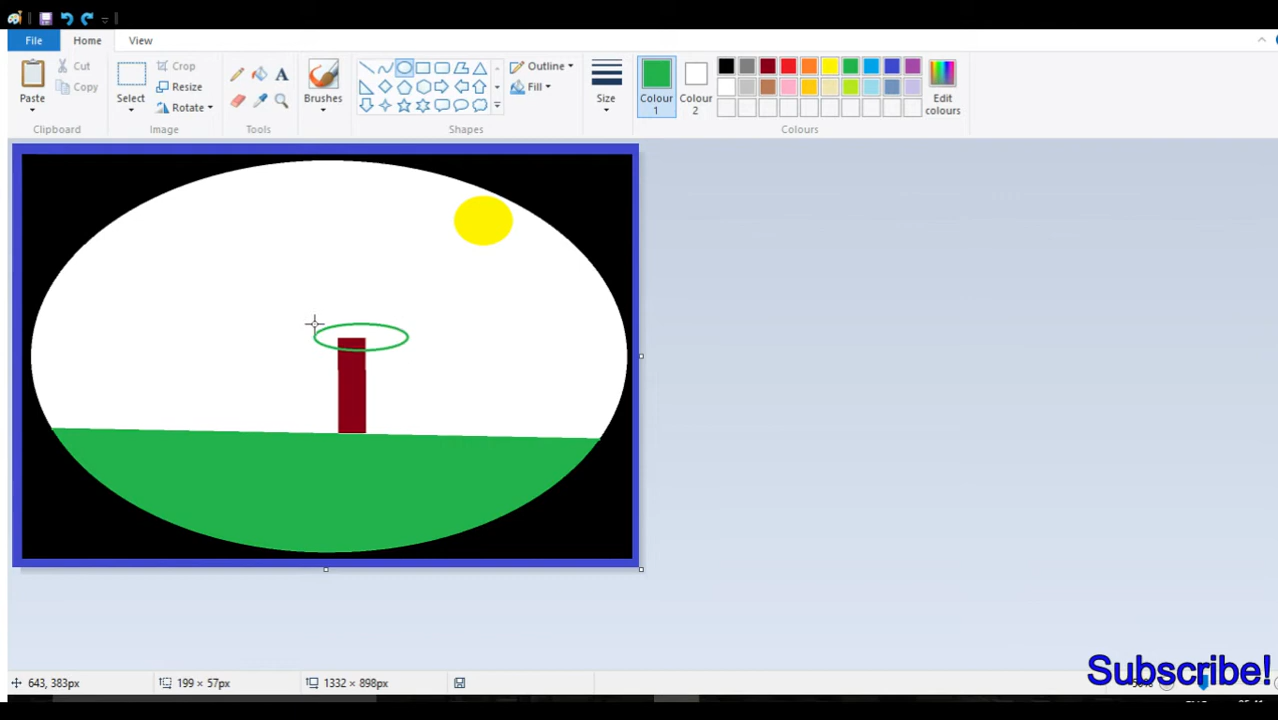 File Home View
Paste Cut Copy
Clipboard
Select Crop Resize Rotate
Image
A
Tools
Brushes
Outline Fill
Shapes
Size
Colour 1
Colour 2
Edit colours
Colours
643, 383px 199 × 57px 1332 × 898px
Subscribe!